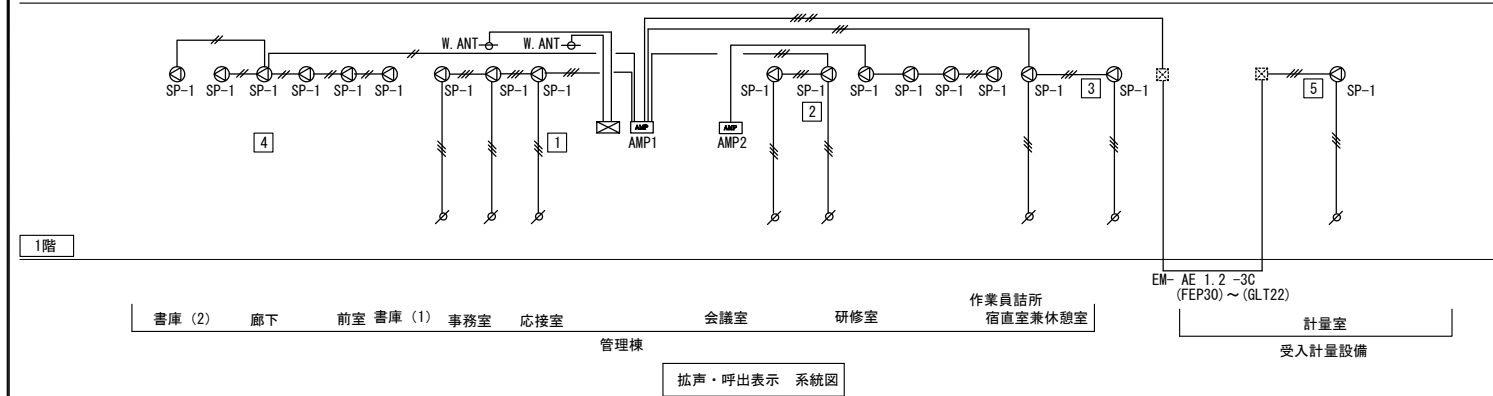 W. ANT W. ANT
SP-1 SP-1 SP-1 SP-1 SP-1 SP-1 SP-1 SP-1 SP-1 SP-1 SP-1 SP-1 SP-1 SP-1 SP-1 SP-1 SP-1 SP-1
4 1 AMP AMP1 AMP AMP2 2 3 5
1階
EM- AE 1.2 -3C
(FEP30)~(GLT22)
書庫（2） 廊下 前室 書庫（1） 事務室 応接室 会議室 研修室 作業員詰所
宿直室兼休憩室 計量室
管理棟 受入計量設備
拡声・呼出表示 系統図